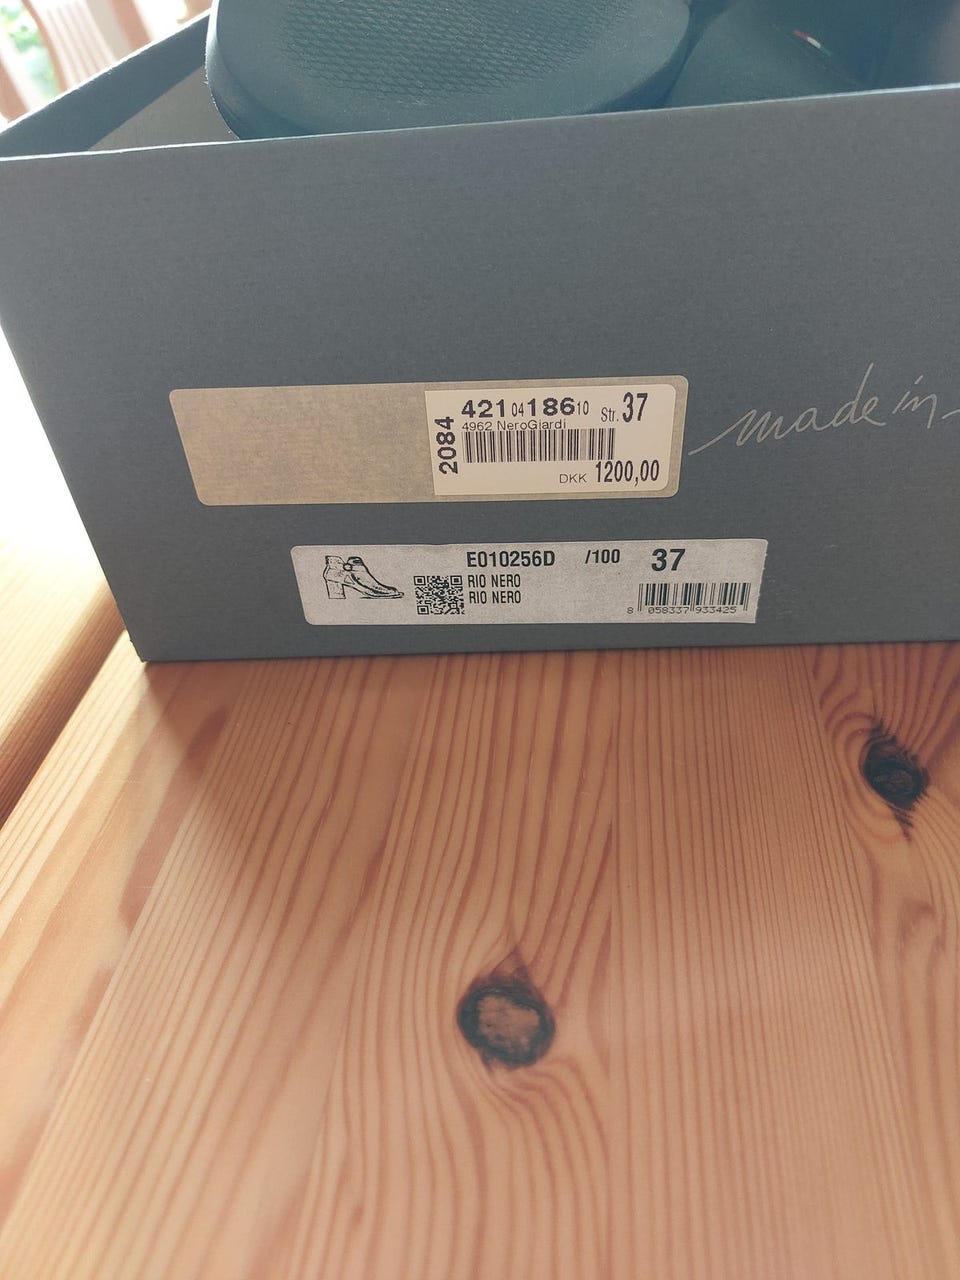 made in
2084
421 04 186 10 Str. 37
4962 NeroGiardi
DKK 1200,00
E010256D /100 37
RIO NERO
RIO NERO
8 058337 933425